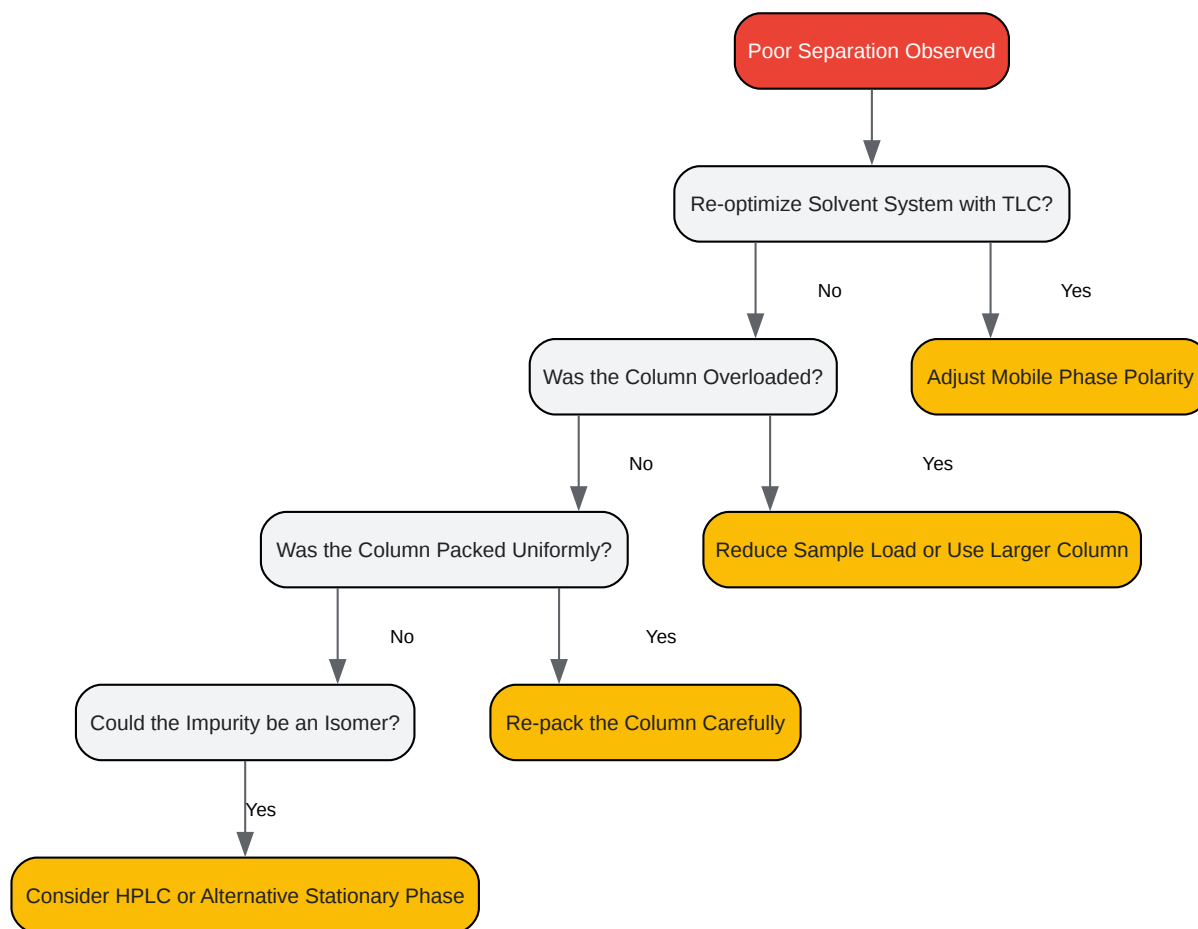 Poor Separation Observed
Re-optimize Solvent System with TLC?
No
Yes
Was the Column Overloaded?
Adjust Mobile Phase Polarity
No
Yes
Was the Column Packed Uniformly?
Reduce Sample Load or Use Larger Column
No
Yes
Could the Impurity be an Isomer?
Re-pack the Column Carefully
Yes
Consider HPLC or Alternative Stationary Phase